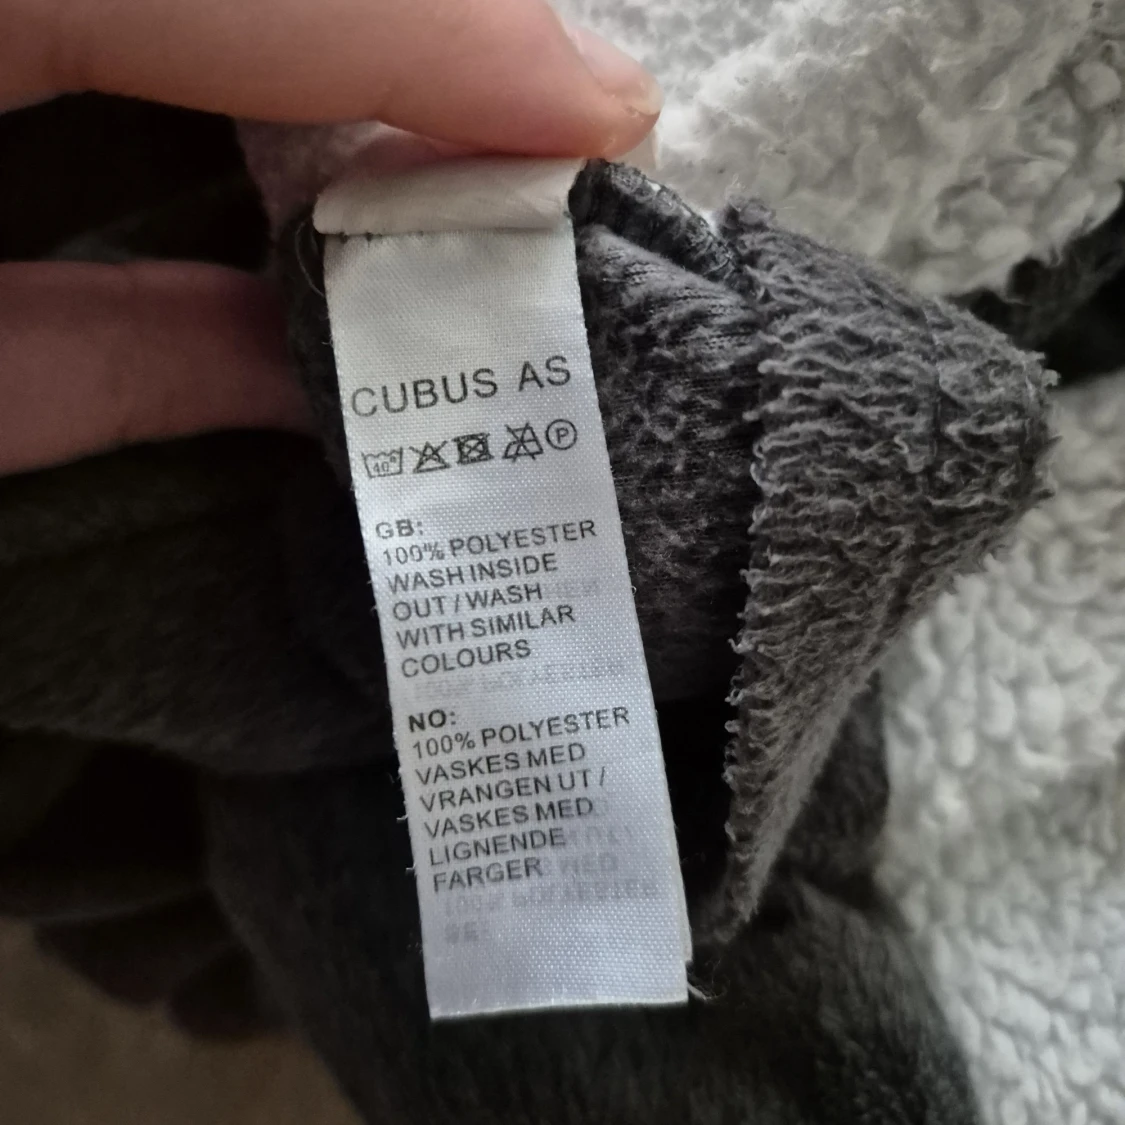 CUBUS AS
40° P
GB:
100% POLYESTER
WASH INSIDE
OUT / WASH
WITH SIMILAR
COLOURS
NO:
100% POLYESTER
VASKES MED
VRANGEN UT /
VASKES MED
LIGNENDE
FARGER